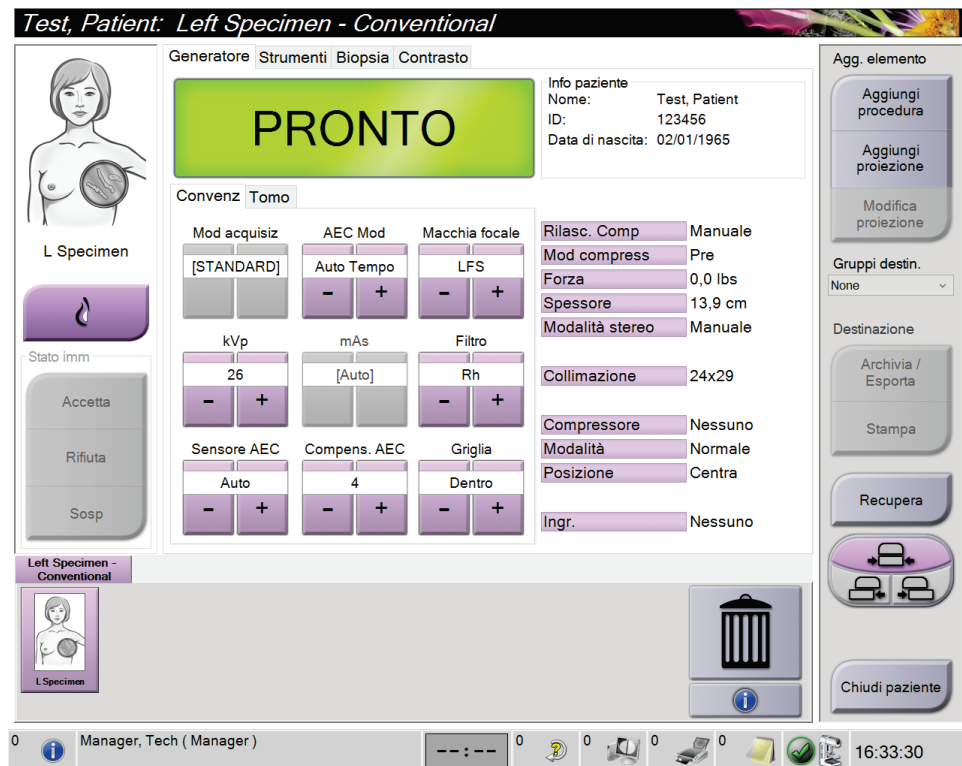 Test, Patient: Left Specimen - Conventional
L Specimen
Stato imm
Accetta
Rifiuta
Sosp
Generatore Strumenti Biopsia Contrasto
PRONTO
Info paziente
Nome: Test, Patient
ID: 123456
Data di nascita: 02/01/1965
Convenz Tomo
Mod acquisiz AEC Mod Macchia focale
[STANDARD] Auto Tempo LFS
- + - +
kVp mAs Filtro
26 [Auto] Rh
- + - +
Sensore AEC Compens. AEC Griglia
Auto 4 Dentro
- + - + - +
Rilasc. Comp Manuale
Mod compress Pre
Forza 0,0 lbs
Spessore 13,9 cm
Modalità stereo Manuale
Collimazione 24x29
Compressore Nessuno
Modalità Normale
Posizione Centra
Ingr. Nessuno
Agg. elemento
Aggiungi
procedura
Aggiungi
proiezione
Modifica
proiezione
Gruppi destin.
None
Destinazione
Archivia /
Esporta
Stampa
Recupera
Chiudi paziente
Left Specimen -
Conventional
L Specimen
0 Manager, Tech ( Manager ) --:-- 0 0 0 0 16:33:30